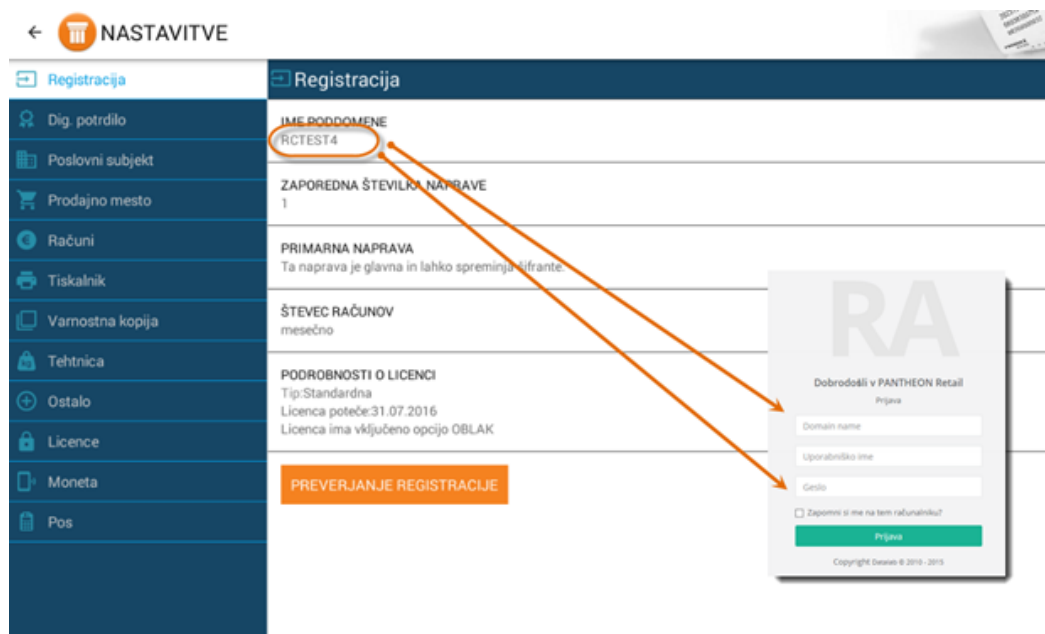 NASTAVITVE
Registracija
Dig. potrdilo
Poslovni subjekt
Prodajno mesto
Računi
Tiskalnik
Varnostna kopija
Tehtnica
Ostalo
Licence
Moneta
Pos
Registracija
IME PODDOMENE
RCTEST4
ZAPOREDNA ŠTEVILKA NAPRAVE
1
PRIMARNA NAPRAVA
Ta naprava je glavna in lahko spreminja šifrante.
ŠTEVEC RAČUNOV
mesečno
PODROBNOSTI O LICENCI
Tip:Standardna
Licenca poteče:31.07.2016
Licenca ima vključeno opcijo OBLAK
PREVERJANJE REGISTRACIJE
RA
Dobrodošli v PANTHEON Retail
Prijava
Domain name
Uporabniško ime
Geslo
Zapomni si me na tem računalniku?
Prijava
Copyright Datalab © 2010 - 2015